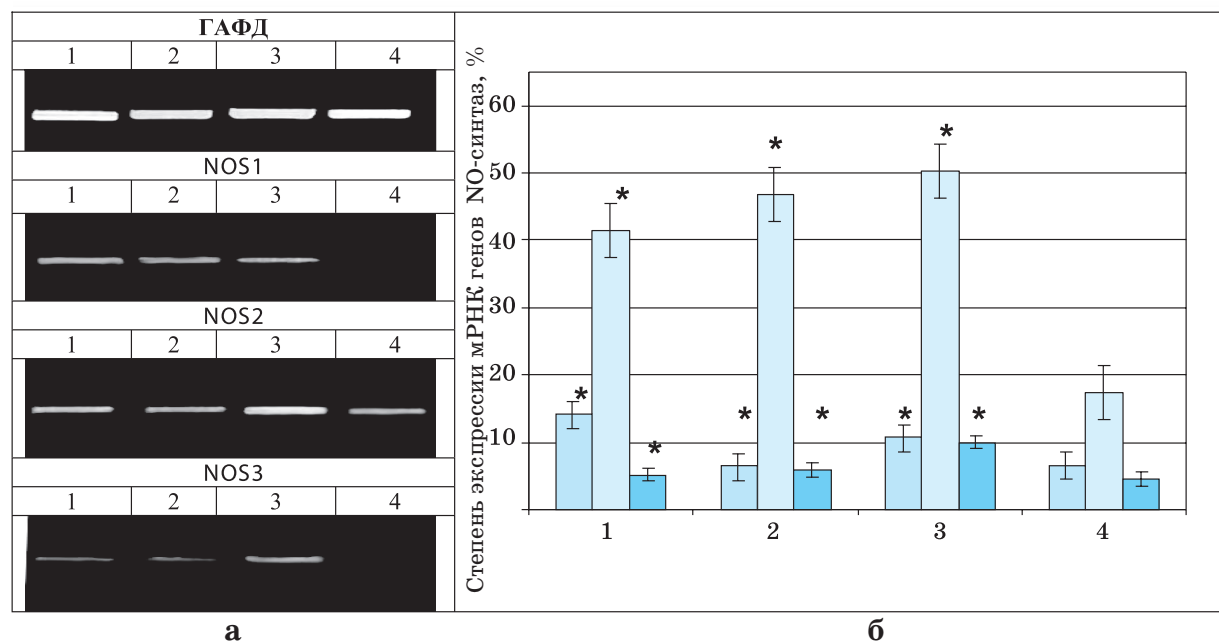 ГАФД
1 2 3 4
NOS1
1 2 3 4
NOS2
1 2 3 4
NOS3
1 2 3 4
а
Степень экспрессии мРНК генов NO-синтаз, %
60
50
40
30
20
10
* * * * * * * * *
1 2 3 4
б